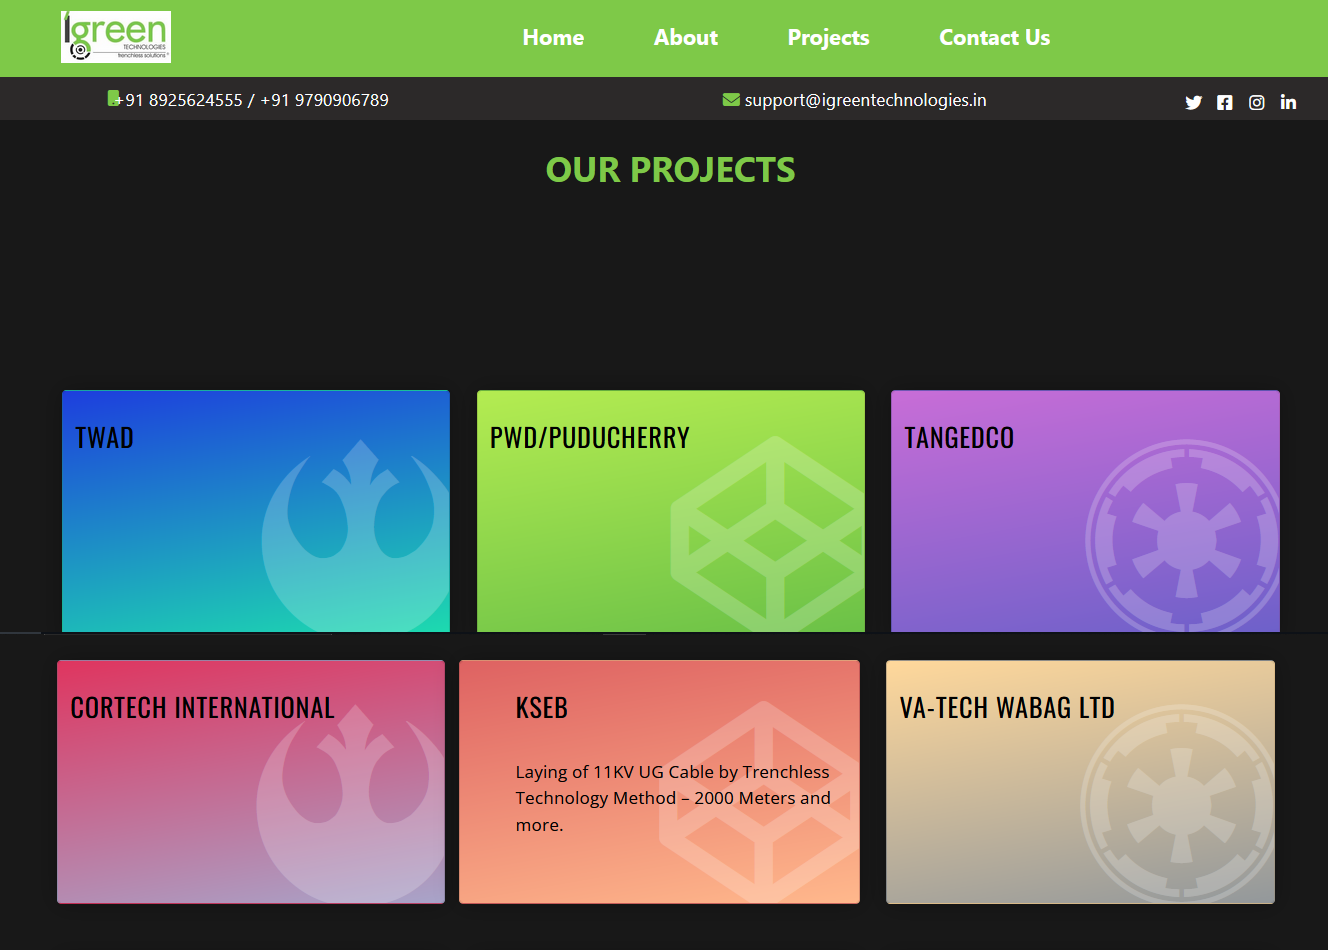 igreen
TECHNOLOGIES
trenchless solutions
Home About Projects Contact Us
+91 8925624555 / +91 9790906789
support@igreentechnologies.in
OUR PROJECTS
TWAD
PWD/PUDUCHERRY
TANGEDCO
CORTECH INTERNATIONAL
KSEB
Laying of 11KV UG Cable by Trenchless
Technology Method – 2000 Meters and
more.
VA-TECH WABAG LTD